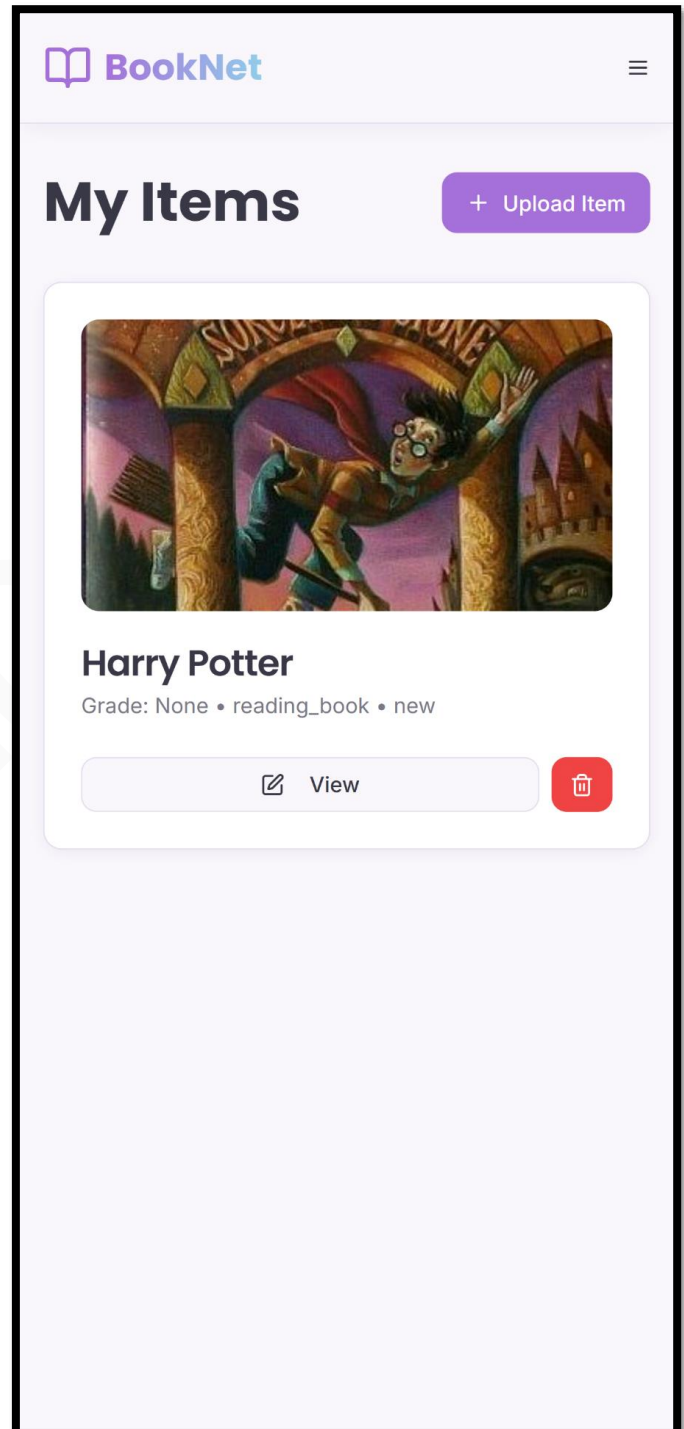 BookNet
My Items
+ Upload Item
Harry Potter
Grade: None • reading_book • new
View